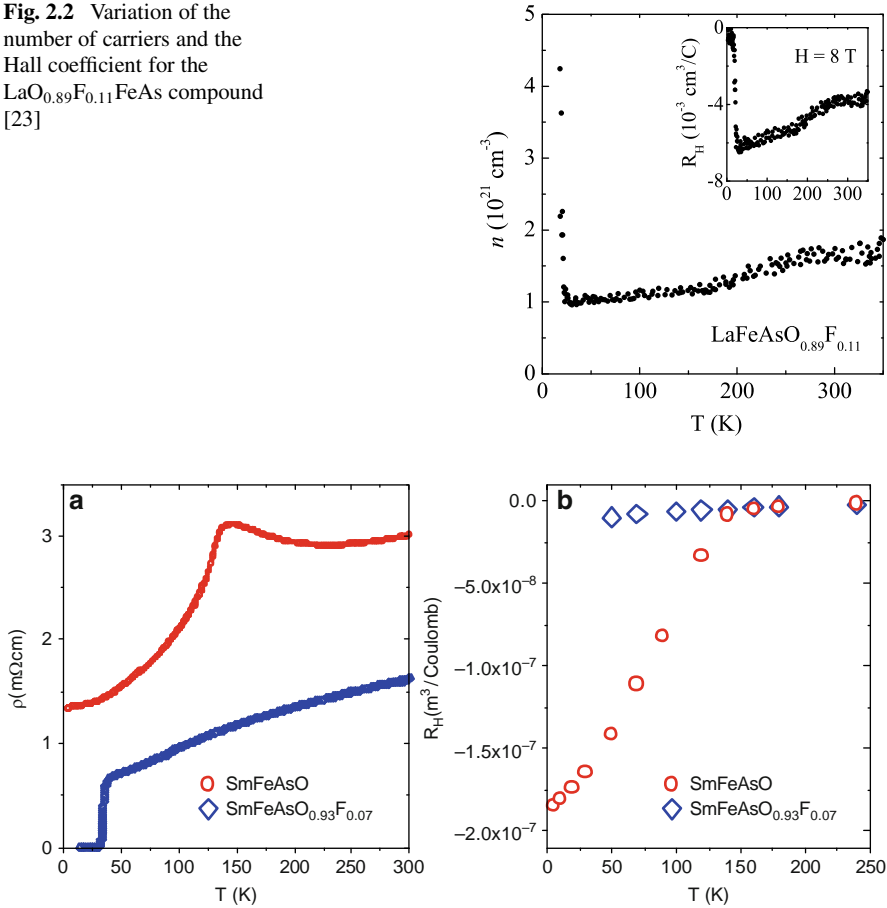 Fig. 2.2 Variation of the
number of carriers and the
Hall coefficient for the
LaO0.89F0.11FeAs compound
[23]
5
4
3
2
1
0
n (10^21 cm^-3)
0 100 200 300
T (K)
LaFeAsO0.89F0.11
0
-4
-8
R_H (10^-3 cm^3/C)
H = 8 T
0 100 200 300
a
3
2
1
0
ρ(mΩcm)
SmFeAsO
SmFeAsO0.93F0.07
0 50 100 150 200 250 300
T (K)
b
0.0
−5.0x10^-8
−1.0x10^-7
−1.5x10^-7
−2.0x10^-7
R_H(m^3/Coulomb)
SmFeAsO
SmFeAsO0.93F0.07
0 50 100 150 200 250
T (K)